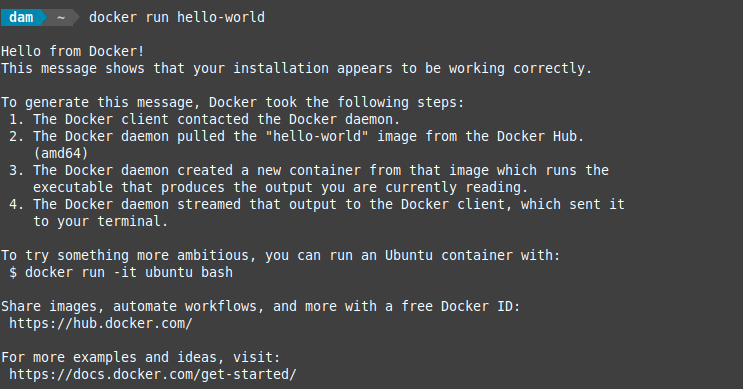 dam ~ docker run hello-world
Hello from Docker!
This message shows that your installation appears to be working correctly.
To generate this message, Docker took the following steps:
1. The Docker client contacted the Docker daemon.
2. The Docker daemon pulled the "hello-world" image from the Docker Hub.
(amd64)
3. The Docker daemon created a new container from that image which runs the
executable that produces the output you are currently reading.
4. The Docker daemon streamed that output to the Docker client, which sent it
to your terminal.
To try something more ambitious, you can run an Ubuntu container with:
$ docker run -it ubuntu bash
Share images, automate workflows, and more with a free Docker ID:
https://hub.docker.com/
For more examples and ideas, visit:
https://docs.docker.com/get-started/